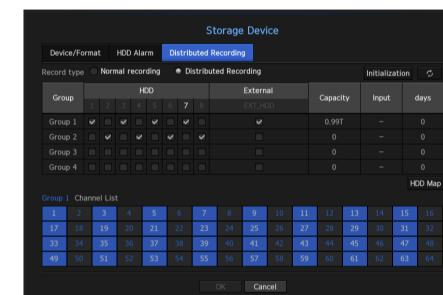 Storage Device
Device/Format HDD Alarm Distributed Recording
Record type Normal recording Distributed Recording Initialization
Group HDD External Capacity Input days
1 2 3 4 5 6 7 8 EXT_HDD
Group 1 0.99T - 0
Group 2 0 - 0
Group 3 0 - 0
Group 4 0 - 0
HDD Map
Group 1 Channel List
1 2 3 4 5 6 7 8 9 10 11 12 13 14 15 16
17 18 19 20 21 22 23 24 25 26 27 28 29 30 31 32
33 34 35 36 37 38 39 40 41 42 43 44 45 46 47 48
49 50 51 52 53 54 55 56 57 58 59 60 61 62 63 64
OK Cancel